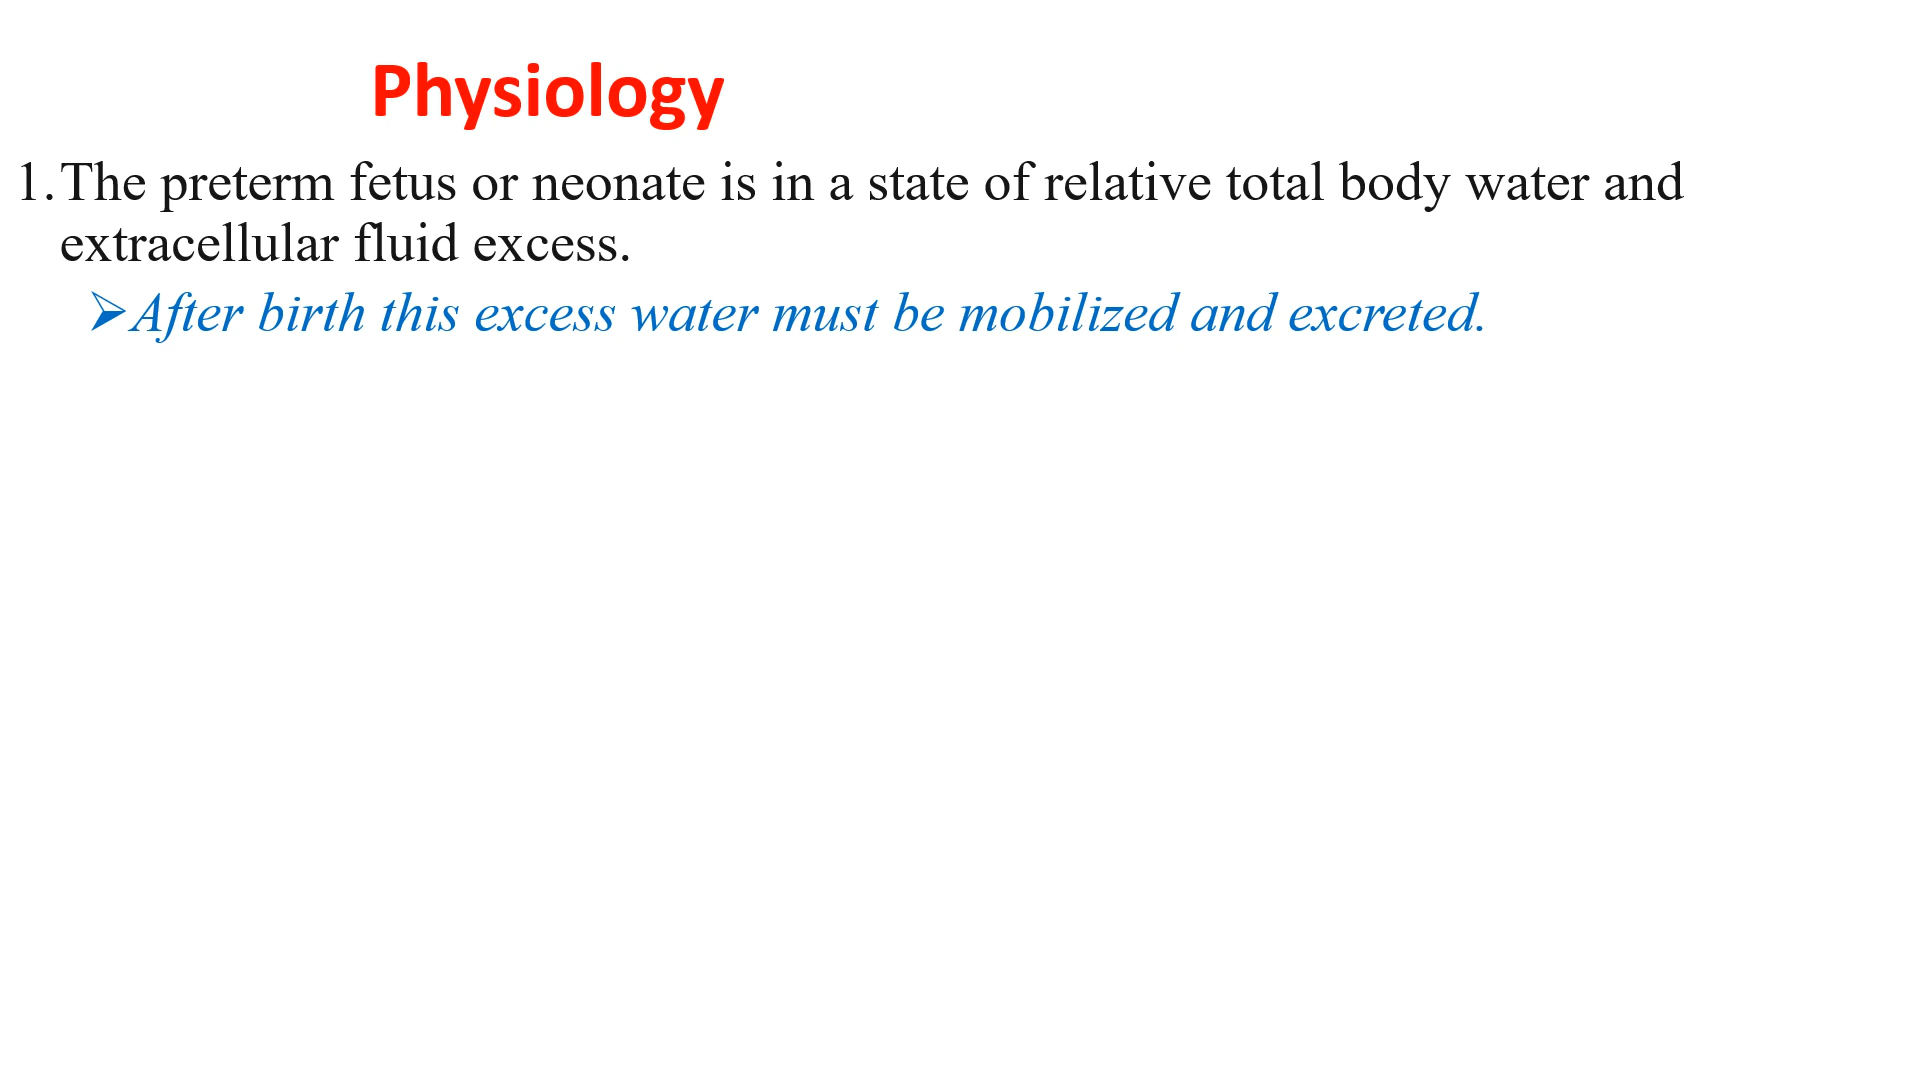 Physiology
1. The preterm fetus or neonate is in a state of relative total body water and
extracellular fluid excess.
➢After birth this excess water must be mobilized and excreted.